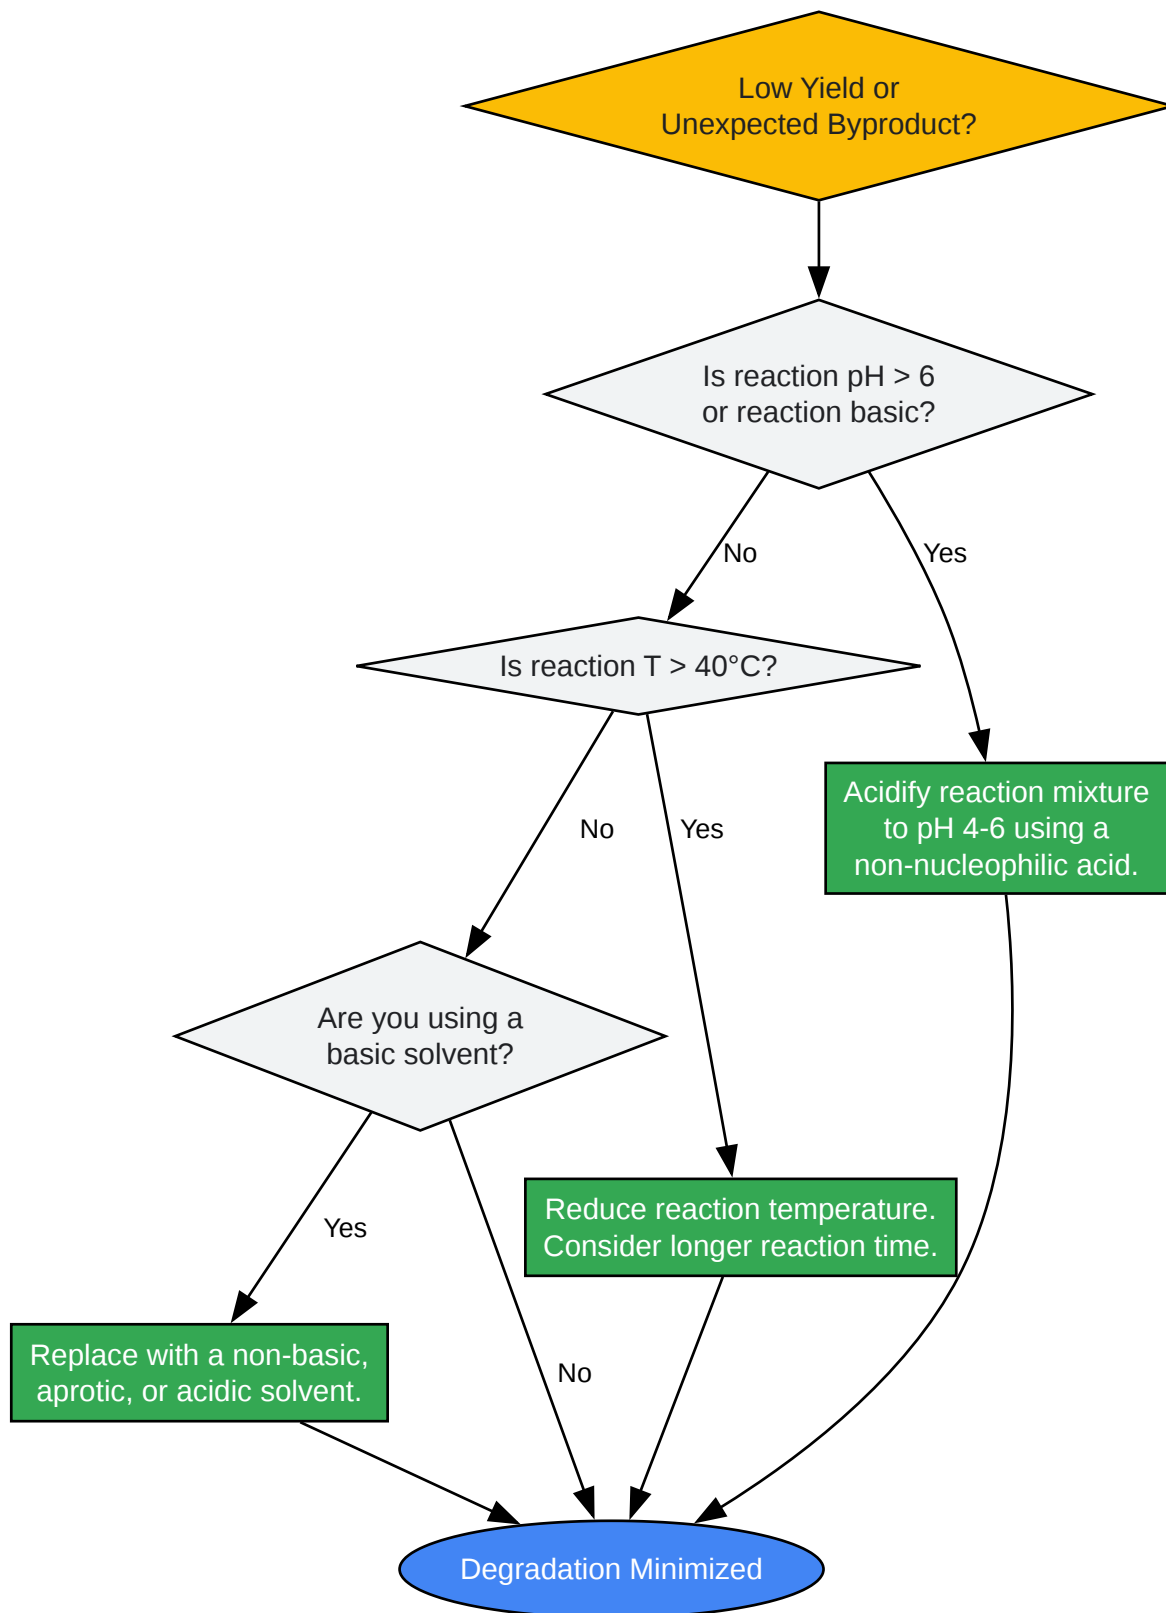 Low Yield or
Unexpected Byproduct?
Is reaction pH > 6
or reaction basic?
No
Yes
Is reaction T > 40°C?
Acidify reaction mixture
to pH 4-6 using a
non-nucleophilic acid.
No
Yes
Are you using a
basic solvent?
Reduce reaction temperature.
Consider longer reaction time.
Yes
Replace with a non-basic,
aprotic, or acidic solvent.
No
Degradation Minimized